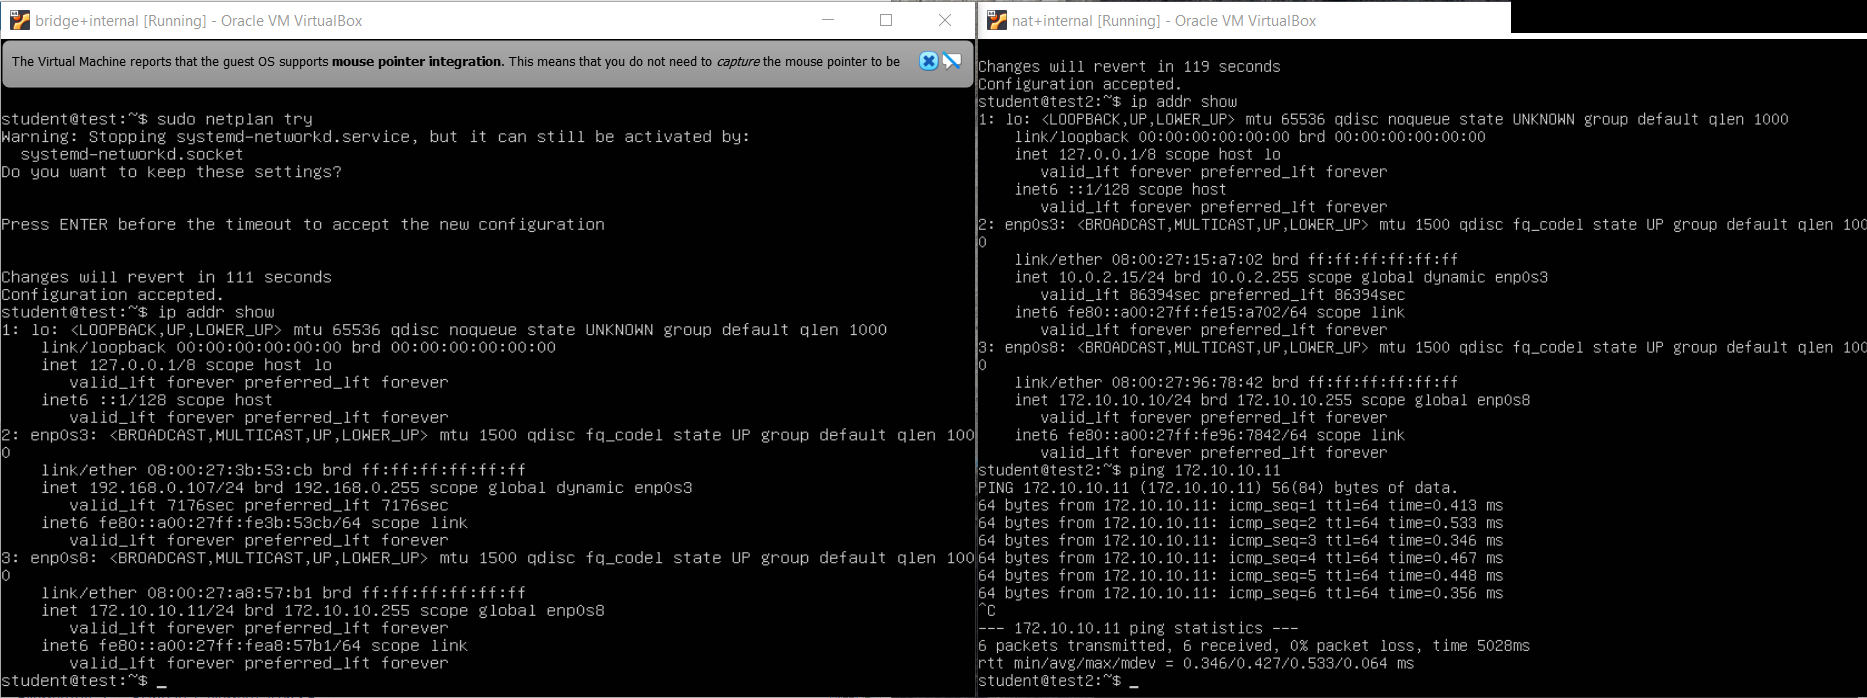 bridge+internal [Running] - Oracle VM VirtualBox
The Virtual Machine reports that the guest OS supports mouse pointer integration. This means that you do not need to capture the mouse pointer to be
student@test:~$ sudo netplan try
Warning: Stopping systemd-networkd.service, but it can still be activated by:
  systemd-networkd.socket
Do you want to keep these settings?
Press ENTER before the timeout to accept the new configuration
Changes will revert in 111 seconds
Configuration accepted.
student@test:~$ ip addr show
1: lo: <LOOPBACK,UP,LOWER_UP> mtu 65536 qdisc noqueue state UNKNOWN group default qlen 1000
    link/loopback 00:00:00:00:00:00 brd 00:00:00:00:00:00
    inet 127.0.0.1/8 scope host lo
       valid_lft forever preferred_lft forever
    inet6 ::1/128 scope host
       valid_lft forever preferred_lft forever
2: enp0s3: <BROADCAST,MULTICAST,UP,LOWER_UP> mtu 1500 qdisc fq_codel state UP group default qlen 100
0
    link/ether 08:00:27:3b:53:cb brd ff:ff:ff:ff:ff:ff
    inet 192.168.0.107/24 brd 192.168.0.255 scope global dynamic enp0s3
       valid_lft 7176sec preferred_lft 7176sec
    inet6 fe80::a00:27ff:fe3b:53cb/64 scope link
       valid_lft forever preferred_lft forever
3: enp0s8: <BROADCAST,MULTICAST,UP,LOWER_UP> mtu 1500 qdisc fq_codel state UP group default qlen 100
0
    link/ether 08:00:27:a8:57:b1 brd ff:ff:ff:ff:ff:ff
    inet 172.10.10.11/24 brd 172.10.10.255 scope global enp0s8
       valid_lft forever preferred_lft forever
    inet6 fe80::a00:27ff:fea8:57b1/64 scope link
       valid_lft forever preferred_lft forever
student@test:~$ _
nat+internal [Running] - Oracle VM VirtualBox
Changes will revert in 119 seconds
Configuration accepted.
student@test2:~$ ip addr show
1: lo: <LOOPBACK,UP,LOWER_UP> mtu 65536 qdisc noqueue state UNKNOWN group default qlen 1000
    link/loopback 00:00:00:00:00:00 brd 00:00:00:00:00:00
    inet 127.0.0.1/8 scope host lo
       valid_lft forever preferred_lft forever
    inet6 ::1/128 scope host
       valid_lft forever preferred_lft forever
2: enp0s3: <BROADCAST,MULTICAST,UP,LOWER_UP> mtu 1500 qdisc fq_codel state UP group default qlen 100
0
    link/ether 08:00:27:15:a7:02 brd ff:ff:ff:ff:ff:ff
    inet 10.0.2.15/24 brd 10.0.2.255 scope global dynamic enp0s3
       valid_lft 86394sec preferred_lft 86394sec
    inet6 fe80::a00:27ff:fe15:a702/64 scope link
       valid_lft forever preferred_lft forever
3: enp0s8: <BROADCAST,MULTICAST,UP,LOWER_UP> mtu 1500 qdisc fq_codel state UP group default qlen 100
0
    link/ether 08:00:27:96:78:42 brd ff:ff:ff:ff:ff:ff
    inet 172.10.10.10/24 brd 172.10.10.255 scope global enp0s8
       valid_lft forever preferred_lft forever
    inet6 fe80::a00:27ff:fe96:7842/64 scope link
       valid_lft forever preferred_lft forever
student@test2:~$ ping 172.10.10.11
PING 172.10.10.11 (172.10.10.11) 56(84) bytes of data.
64 bytes from 172.10.10.11: icmp_seq=1 ttl=64 time=0.413 ms
64 bytes from 172.10.10.11: icmp_seq=2 ttl=64 time=0.533 ms
64 bytes from 172.10.10.11: icmp_seq=3 ttl=64 time=0.346 ms
64 bytes from 172.10.10.11: icmp_seq=4 ttl=64 time=0.467 ms
64 bytes from 172.10.10.11: icmp_seq=5 ttl=64 time=0.448 ms
64 bytes from 172.10.10.11: icmp_seq=6 ttl=64 time=0.356 ms
^C
--- 172.10.10.11 ping statistics ---
6 packets transmitted, 6 received, 0% packet loss, time 5028ms
rtt min/avg/max/mdev = 0.346/0.427/0.533/0.064 ms
student@test2:~$ _